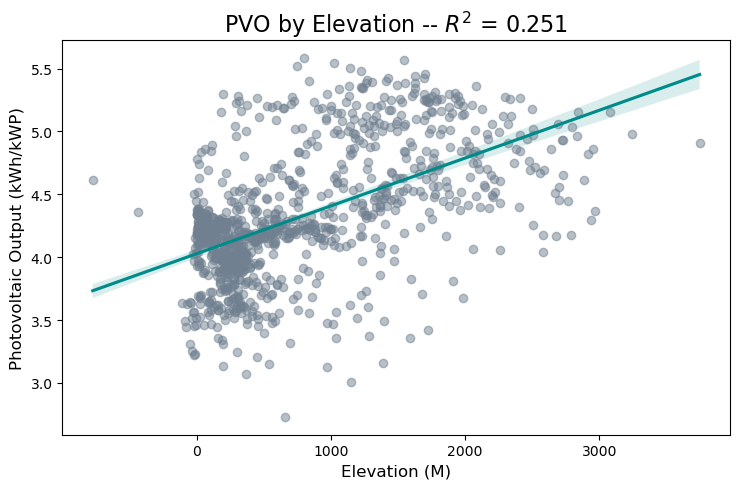 PVO by Elevation -- R² = 0.251
Photovoltaic Output (kWh/kWP)
5.5
5.0
4.5
4.0
3.5
3.0
0 1000 2000 3000
Elevation (M)